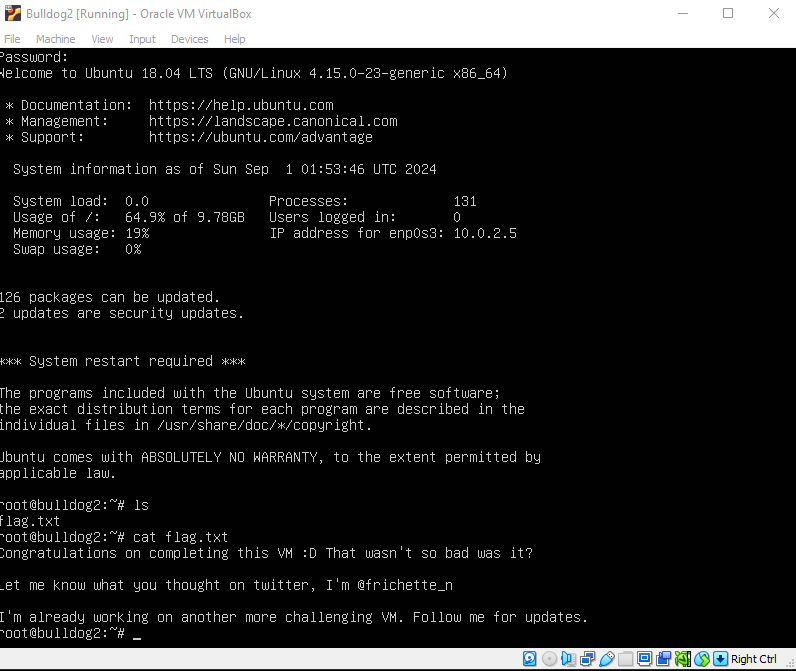 Bulldog2 [Running] - Oracle VM VirtualBox
File Machine View Input Devices Help
Password:
Welcome to Ubuntu 18.04 LTS (GNU/Linux 4.15.0-23-generic x86_64)
* Documentation: https://help.ubuntu.com
* Management: https://landscape.canonical.com
* Support: https://ubuntu.com/advantage
System information as of Sun Sep 1 01:53:46 UTC 2024
System load: 0.0 Processes: 131
Usage of /: 64.9% of 9.78GB Users logged in: 0
Memory usage: 19% IP address for enp0s3: 10.0.2.5
Swap usage: 0%
126 packages can be updated.
2 updates are security updates.
*** System restart required ***
The programs included with the Ubuntu system are free software;
the exact distribution terms for each program are described in the
individual files in /usr/share/doc/*/copyright.
Ubuntu comes with ABSOLUTELY NO WARRANTY, to the extent permitted by
applicable law.
root@bulldog2:~# ls
flag.txt
root@bulldog2:~# cat flag.txt
Congratulations on completing this VM :D That wasn't so bad was it?
Let me know what you thought on twitter, I'm @frichette_n
I'm already working on another more challenging VM. Follow me for updates.
root@bulldog2:~# _
Right Ctrl